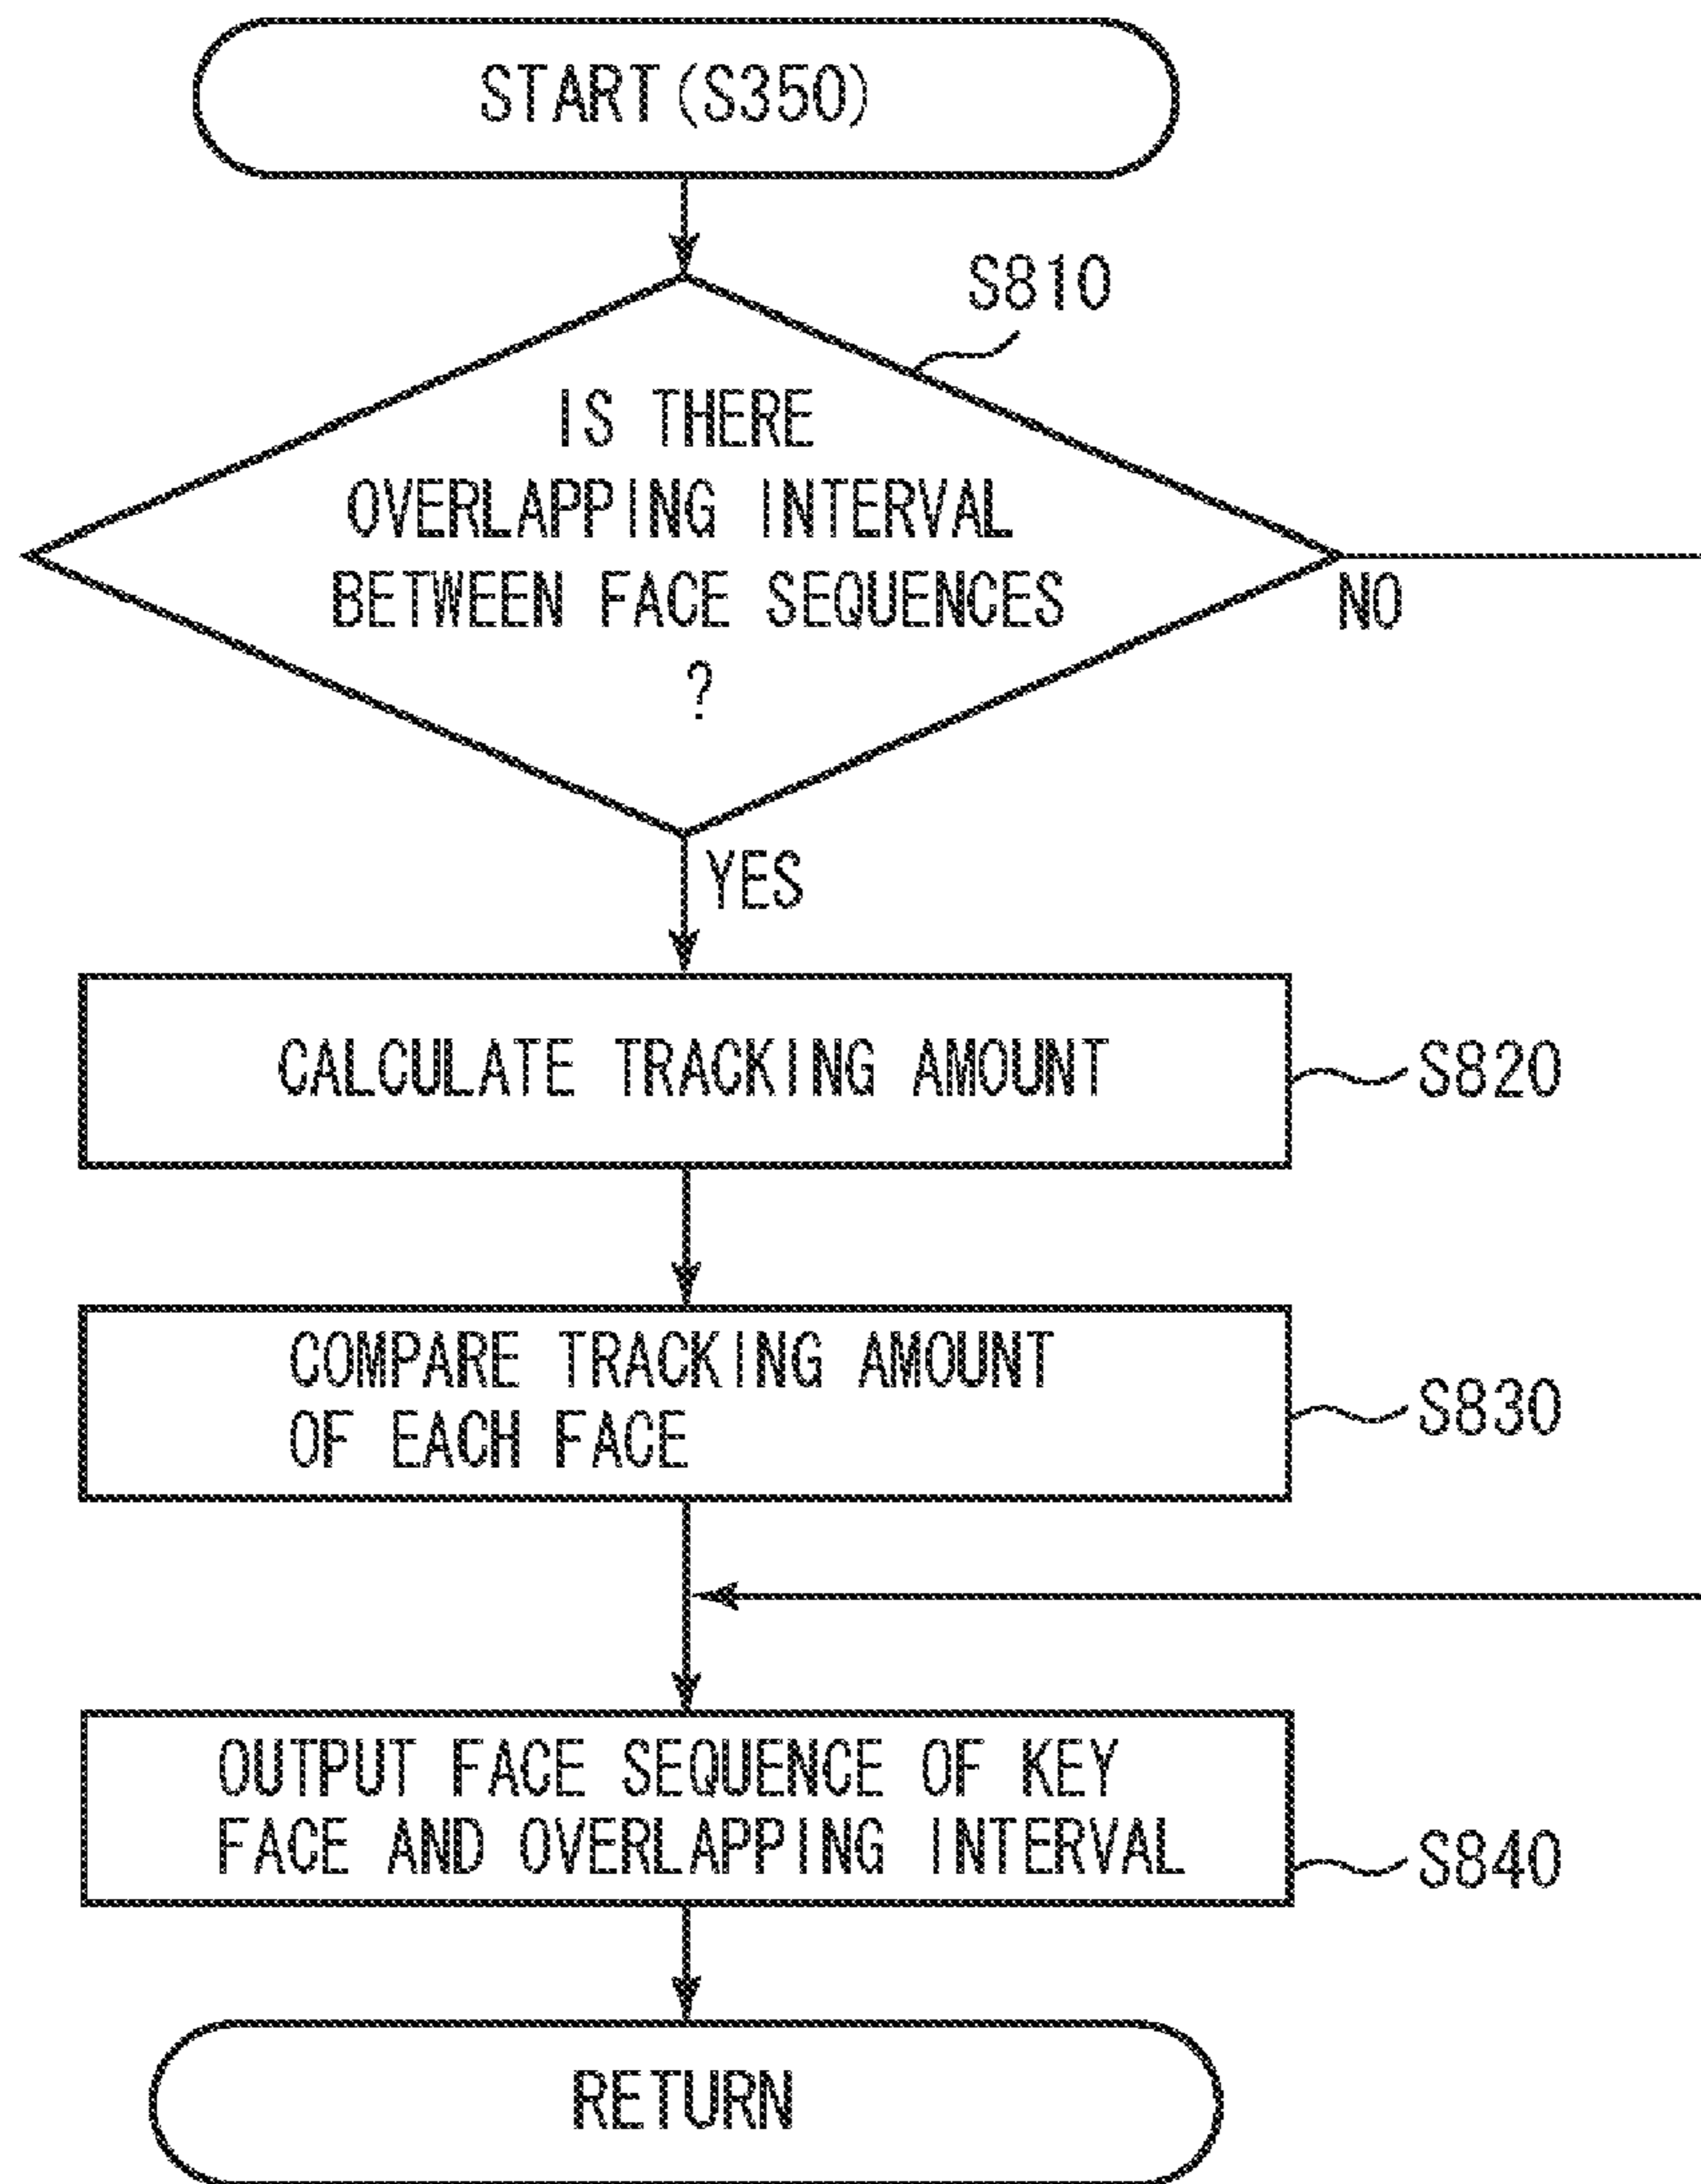 START(S350)
S810
IS THERE
OVERLAPPING INTERVAL
BETWEEN FACE SEQUENCES
?
NO
YES
CALCULATE TRACKING AMOUNT
S820
COMPARE TRACKING AMOUNT
OF EACH FACE
S830
OUTPUT FACE SEQUENCE OF KEY
FACE AND OVERLAPPING INTERVAL
S840
RETURN